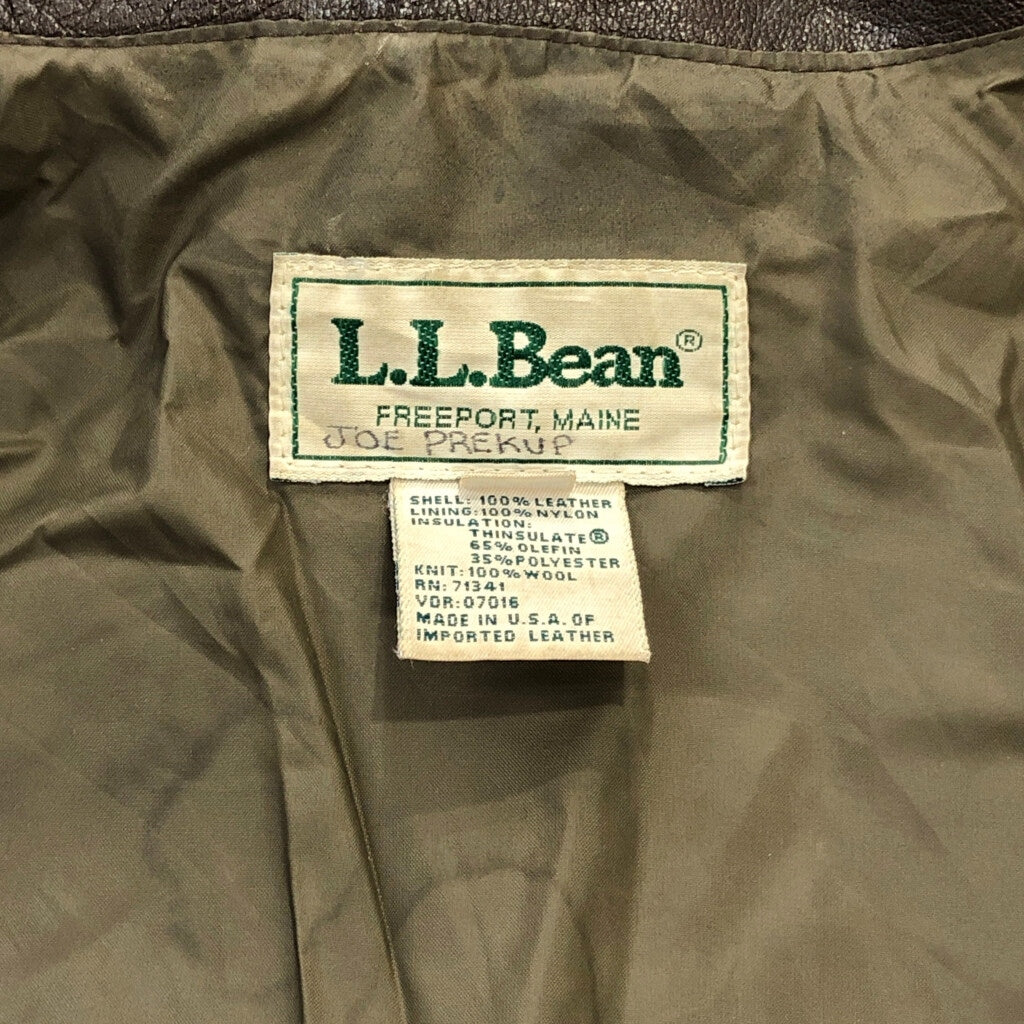 L.L.Bean®
FREEPORT, MAINE
JOE PREKUP
SHELL: 100% LEATHER
LINING: 100% NYLON
INSULATION:
THINSULATE®
65% OLEFIN
35% POLYESTER
KNIT: 100% WOOL
RN: 71341
VDR: 07016
MADE IN U.S.A. OF
IMPORTED LEATHER